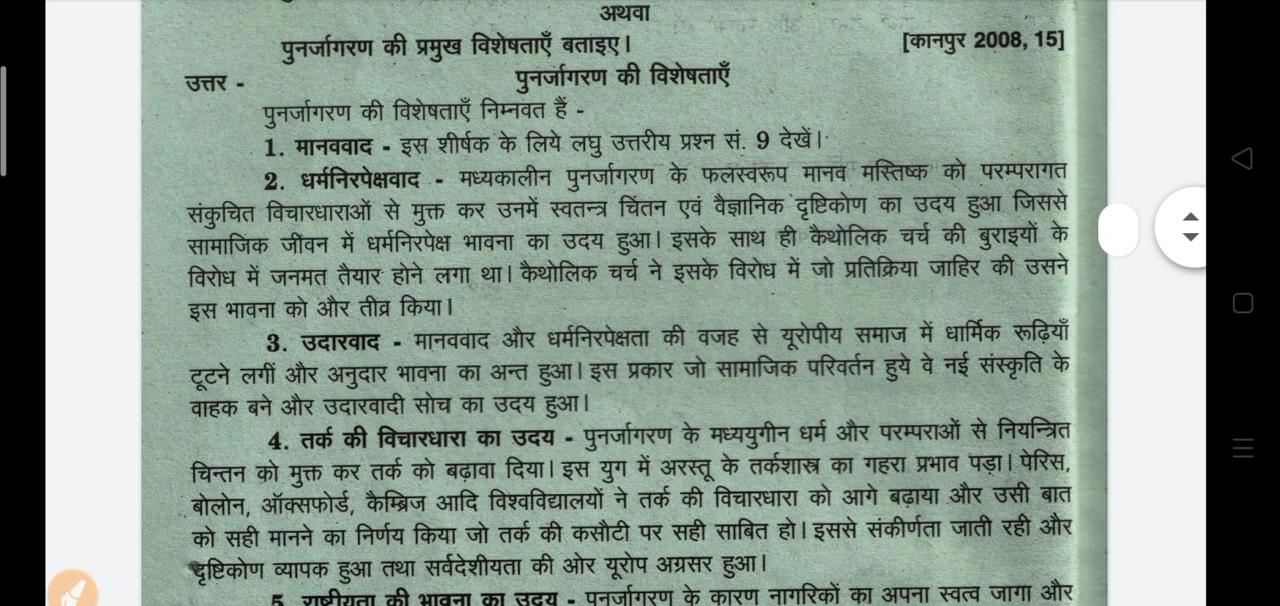 अथवा
पुनर्जागरण की प्रमुख विशेषताएँ बताइए। [कानपुर 2008, 15]
उत्तर - पुनर्जागरण की विशेषताएँ
पुनर्जागरण की विशेषताएँ निम्नवत हैं -
1. मानववाद - इस शीर्षक के लिये लघु उत्तरीय प्रश्न सं. 9 देखें।
2. धर्मनिरपेक्षवाद - मध्यकालीन पुनर्जागरण के फलस्वरूप मानव मस्तिष्क को परम्परागत
संकुचित विचारधाराओं से मुक्त कर उनमें स्वतन्त्र चिंतन एवं वैज्ञानिक दृष्टिकोण का उदय हुआ जिससे
सामाजिक जीवन में धर्मनिरपेक्ष भावना का उदय हुआ। इसके साथ ही कैथोलिक चर्च की बुराइयों के
विरोध में जनमत तैयार होने लगा था। कैथोलिक चर्च ने इसके विरोध में जो प्रतिक्रिया जाहिर की उसने
इस भावना को और तीव्र किया।
3. उदारवाद - मानववाद और धर्मनिरपेक्षता की वजह से यूरोपीय समाज में धार्मिक रूढ़ियाँ
टूटने लगीं और अनुदार भावना का अन्त हुआ। इस प्रकार जो सामाजिक परिवर्तन हुये वे नई संस्कृति के
वाहक बने और उदारवादी सोच का उदय हुआ।
4. तर्क की विचारधारा का उदय - पुनर्जागरण के मध्ययुगीन धर्म और परम्पराओं से नियन्त्रित
चिन्तन को मुक्त कर तर्क को बढ़ावा दिया। इस युग में अरस्तू के तर्कशास्त्र का गहरा प्रभाव पड़ा। पेरिस,
बोलोन, ऑक्सफोर्ड, कैम्ब्रिज आदि विश्वविद्यालयों ने तर्क की विचारधारा को आगे बढ़ाया और उसी बात
को सही मानने का निर्णय किया जो तर्क की कसौटी पर सही साबित हो। इससे संकीर्णता जाती रही और
दृष्टिकोण व्यापक हुआ तथा सर्वदेशीयता की ओर यूरोप अग्रसर हुआ।
5. राष्ट्रीयता की भावना का उदय - पुनर्जागरण के कारण नागरिकों का अपना स्वत्व जागा और